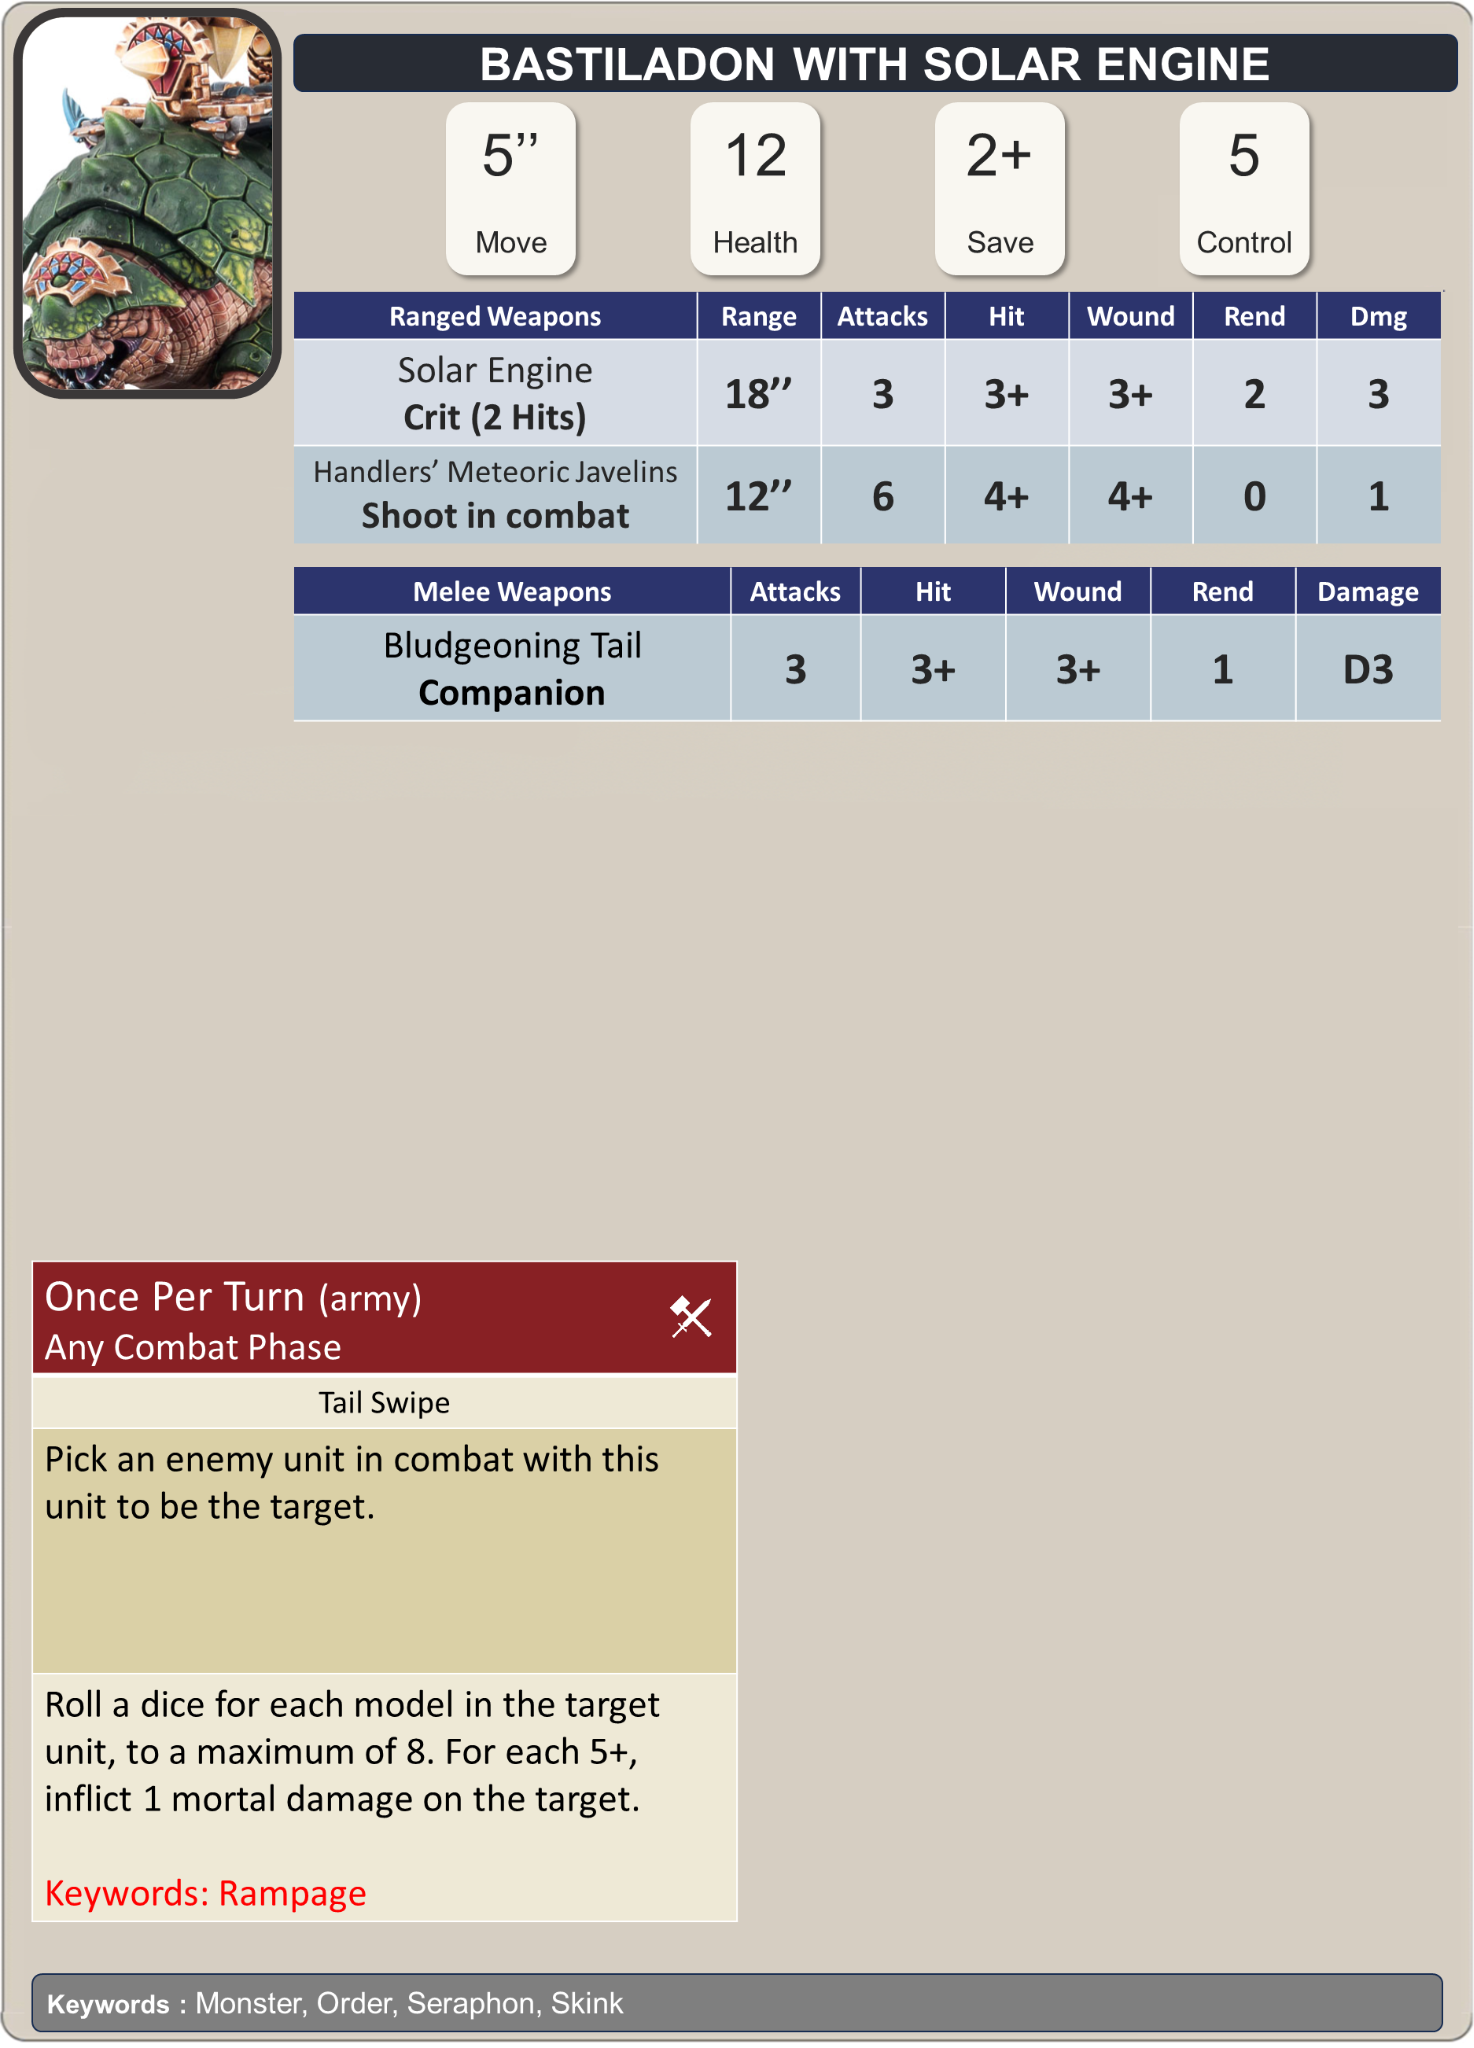 BASTILADON WITH SOLAR ENGINE
5’’ 12 2+ 5
Move Health Save Control
Ranged Weapons Range Attacks Hit Wound Rend Dmg
Solar Engine
Crit (2 Hits) 18’’ 3 3+ 3+ 2 3
Handlers’ Meteoric Javelins
Shoot in combat 12’’ 6 4+ 4+ 0 1
Melee Weapons Attacks Hit Wound Rend Damage
Bludgeoning Tail
Companion 3 3+ 3+ 1 D3
Once Per Turn (army)
Any Combat Phase
Tail Swipe
Pick an enemy unit in combat with this
unit to be the target.
Roll a dice for each model in the target
unit, to a maximum of 8. For each 5+,
inflict 1 mortal damage on the target.
Keywords: Rampage
Keywords : Monster, Order, Seraphon, Skink